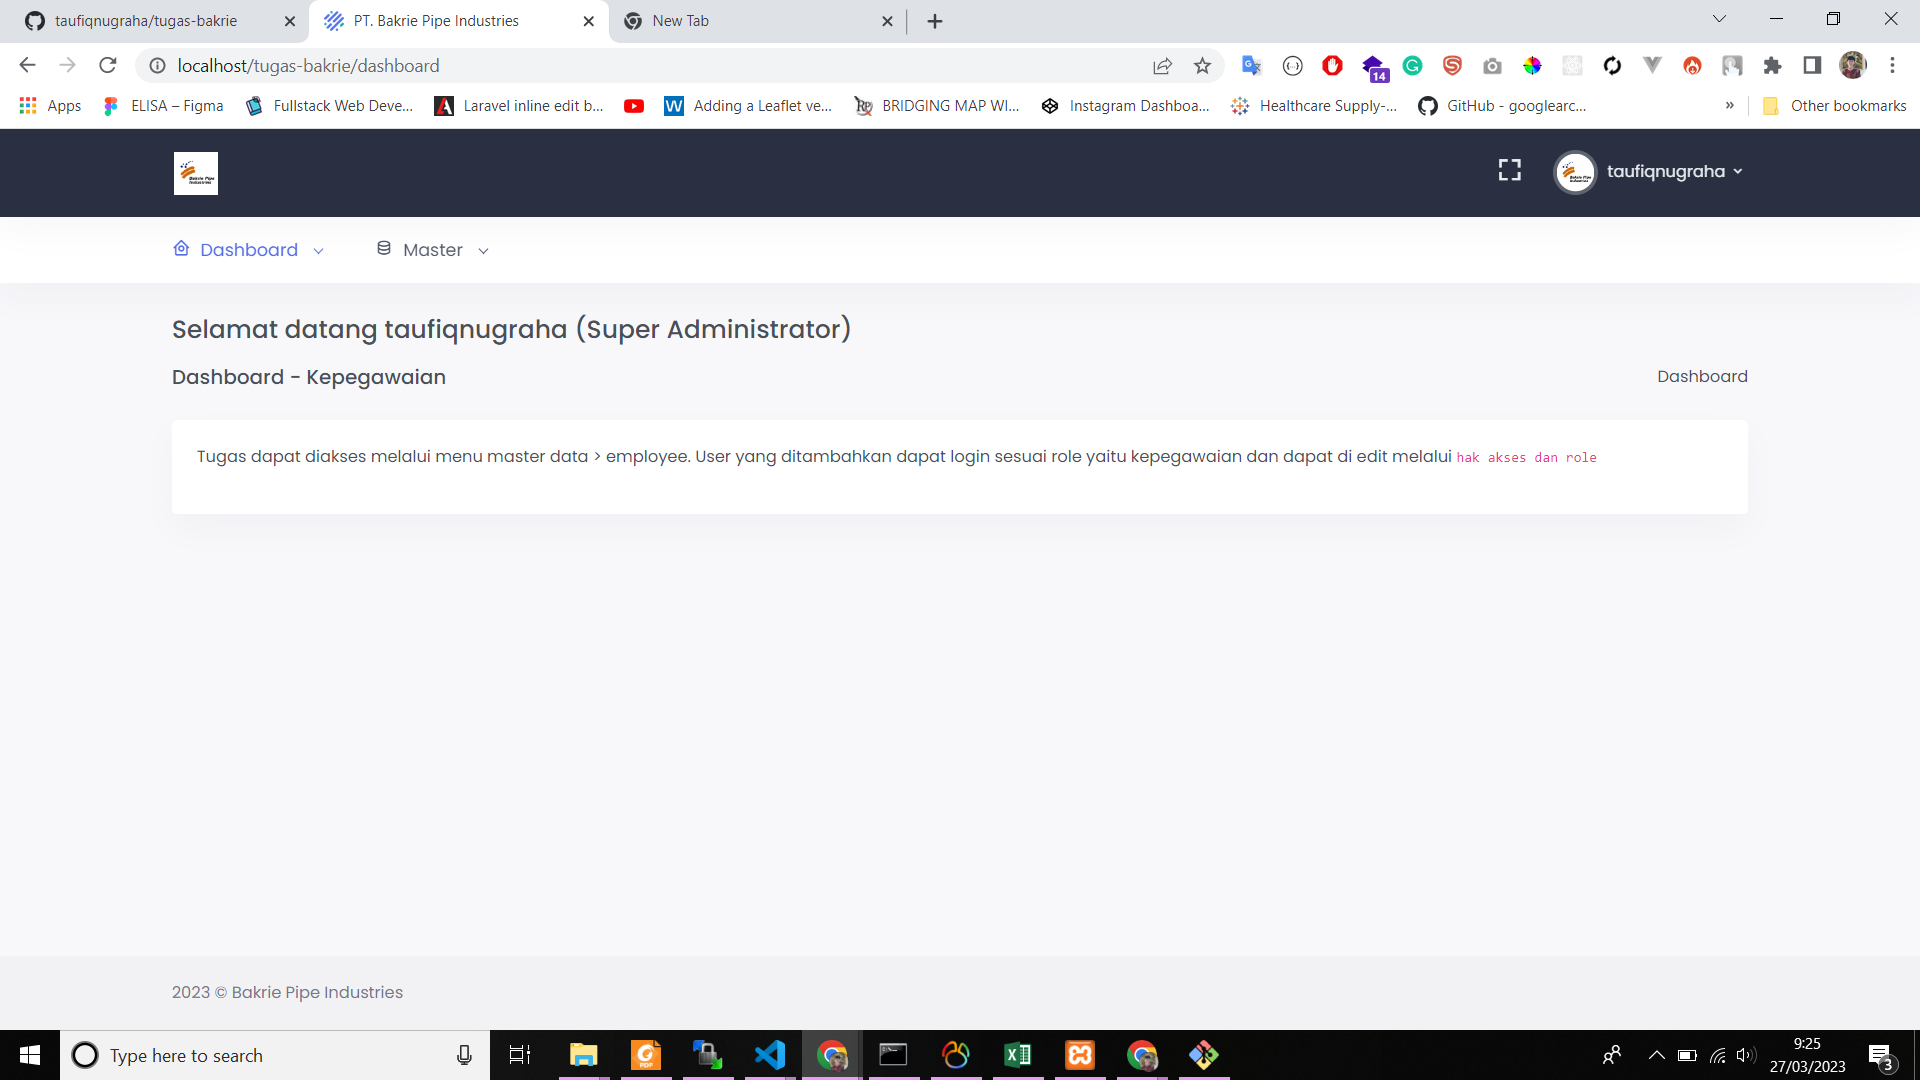 taufiqnugraha/tugas-bakrie
PT. Bakrie Pipe Industries
New Tab
localhost/tugas-bakrie/dashboard
14
Apps
ELISA – Figma
Fullstack Web Deve...
Laravel inline edit b...
Adding a Leaflet ve...
BRIDGING MAP WI...
Instagram Dashboa...
Healthcare Supply-...
GitHub - googlearc...
»
Other bookmarks
Bakrie Pipe
Industries
taufiqnugraha
Dashboard
Master
Selamat datang taufiqnugraha (Super Administrator)
Dashboard - Kepegawaian
Dashboard
Tugas dapat diakses melalui menu master data > employee. User yang ditambahkan dapat login sesuai role yaitu kepegawaian dan dapat di edit melalui hak akses dan role
2023 © Bakrie Pipe Industries
Type here to search
9:25
27/03/2023
3